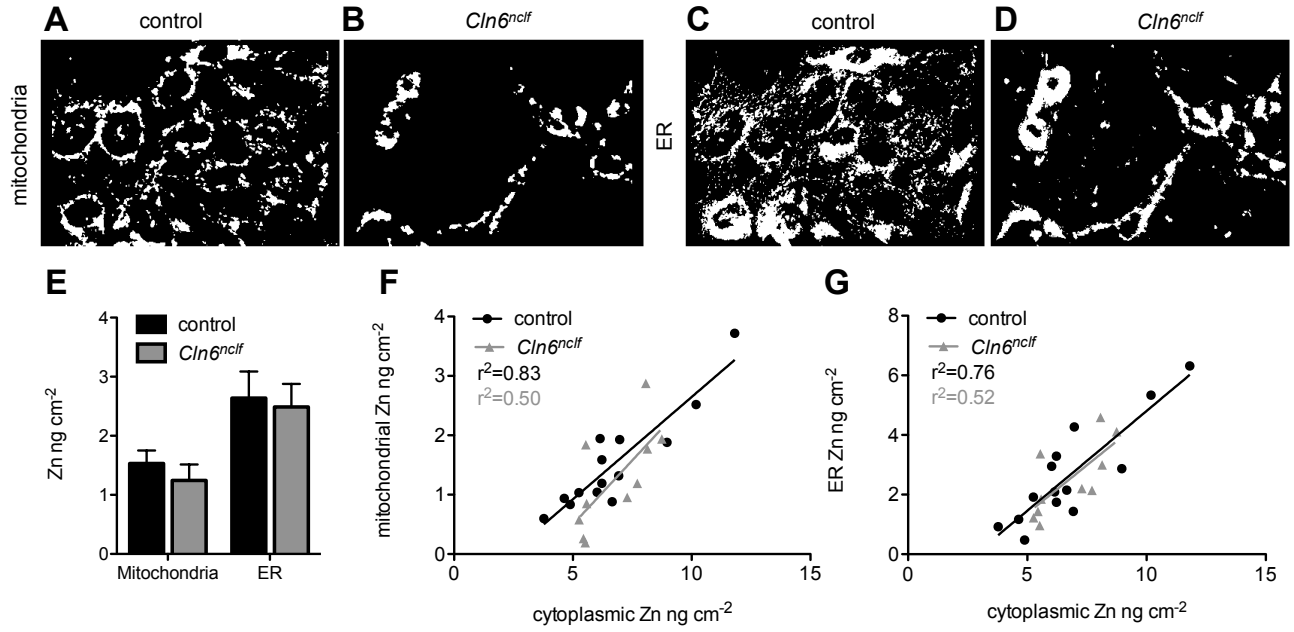 A control
B Cln6ⁿᶜˡᶠ
C control
D Cln6ⁿᶜˡᶠ
mitochondria
ER
E
4
3
2
1
0
Zn ng cm⁻²
control
Cln6ⁿᶜˡᶠ
Mitochondria ER
F
4
3
2
1
0
mitochondrial Zn ng cm⁻²
control
Cln6ⁿᶜˡᶠ
r²=0.83
r²=0.50
0 5 10 15
cytoplasmic Zn ng cm⁻²
G
8
6
4
2
0
ER Zn ng cm⁻²
control
Cln6ⁿᶜˡᶠ
r²=0.76
r²=0.52
0 5 10 15
cytoplasmic Zn ng cm⁻²